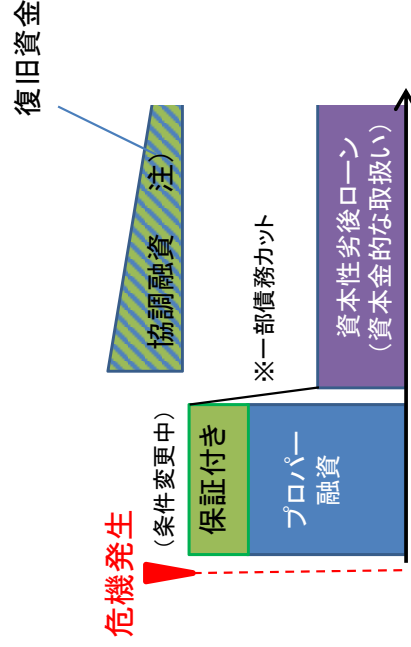 復旧資金
危機発生
(条件変更中)
保証付き
プロパー
融資
協調融資　注)
※一部債務カット
資本性劣後ローン
(資本金的な取扱い)